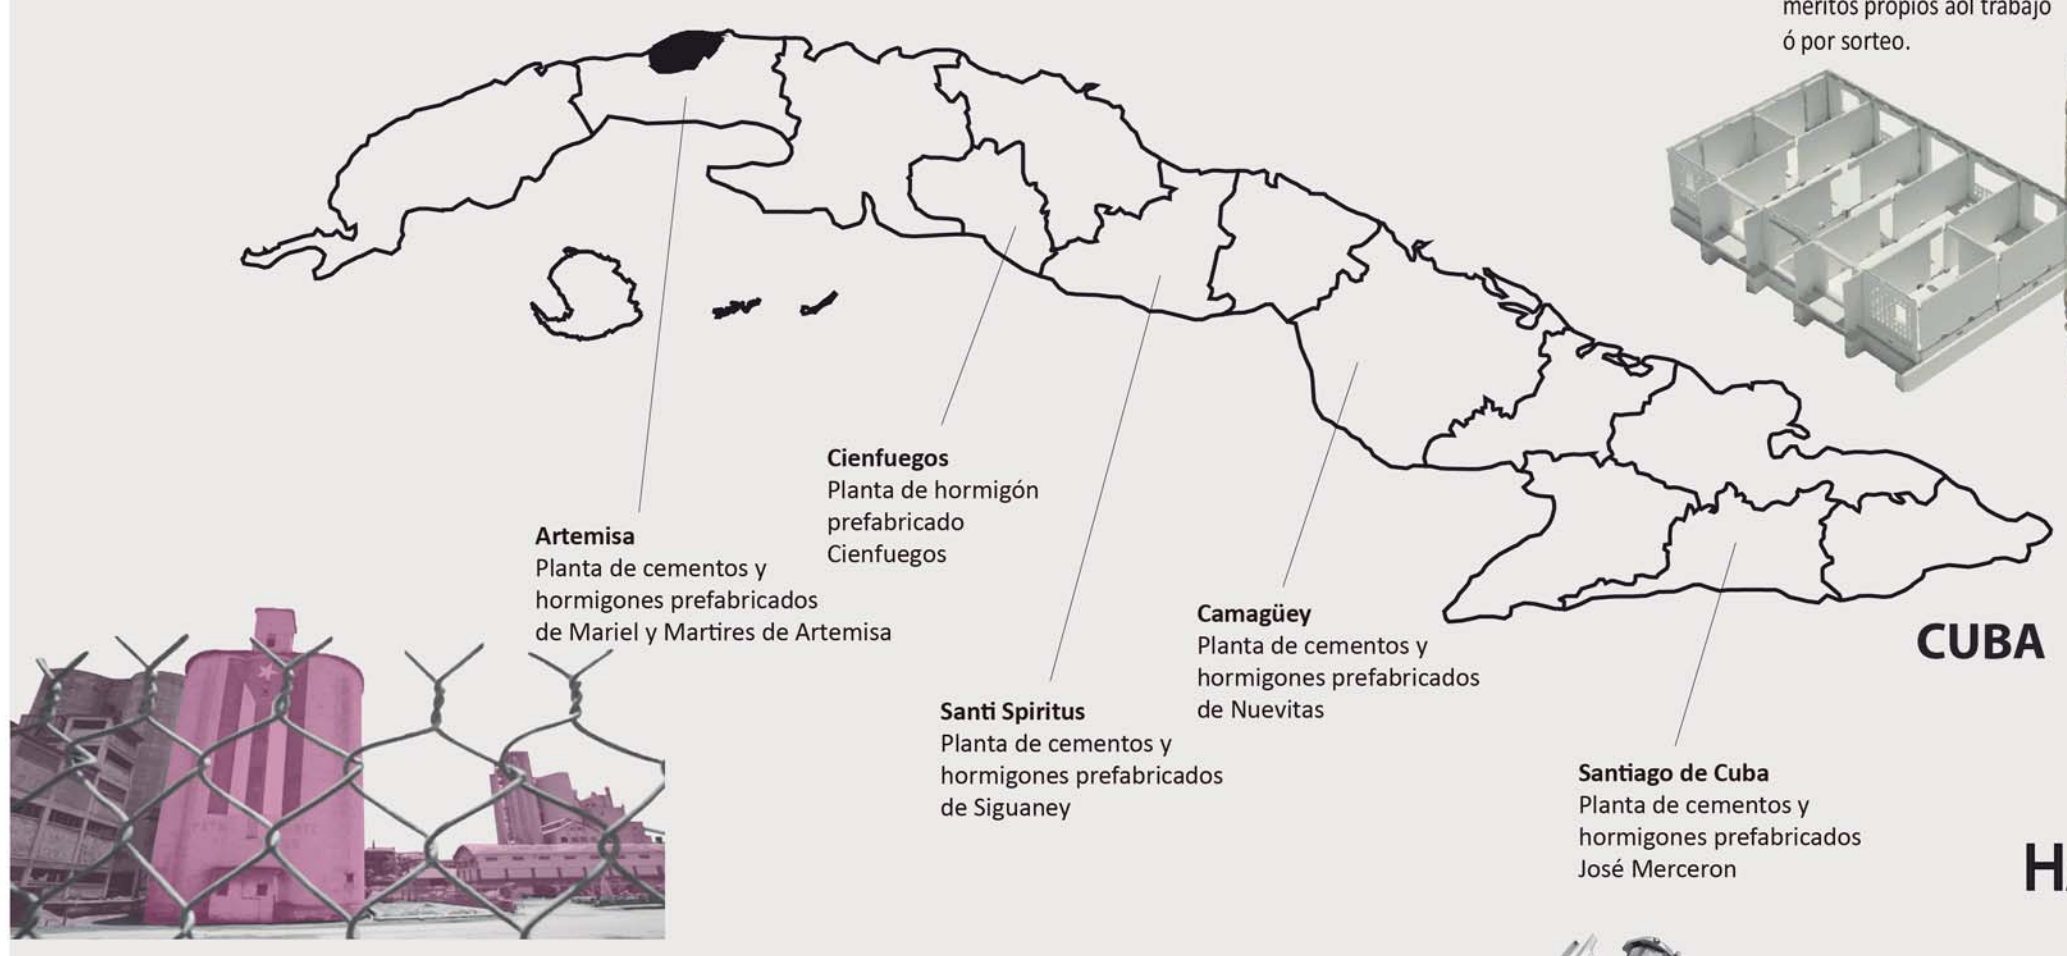 méritos propios aol trabajo
ó por sorteo.
Cienfuegos
Planta de hormigón
prefabricado
Cienfuegos
Artemisa
Planta de cementos y
hormigones prefabricados
de Mariel y Martires de Artemisa
Camagüey
Planta de cementos y
hormigones prefabricados
de Nuevitas
CUBA
Santi Spiritus
Planta de cementos y
hormigones prefabricados
de Siguaney
Santiago de Cuba
Planta de cementos y
hormigones prefabricados
José Merceron